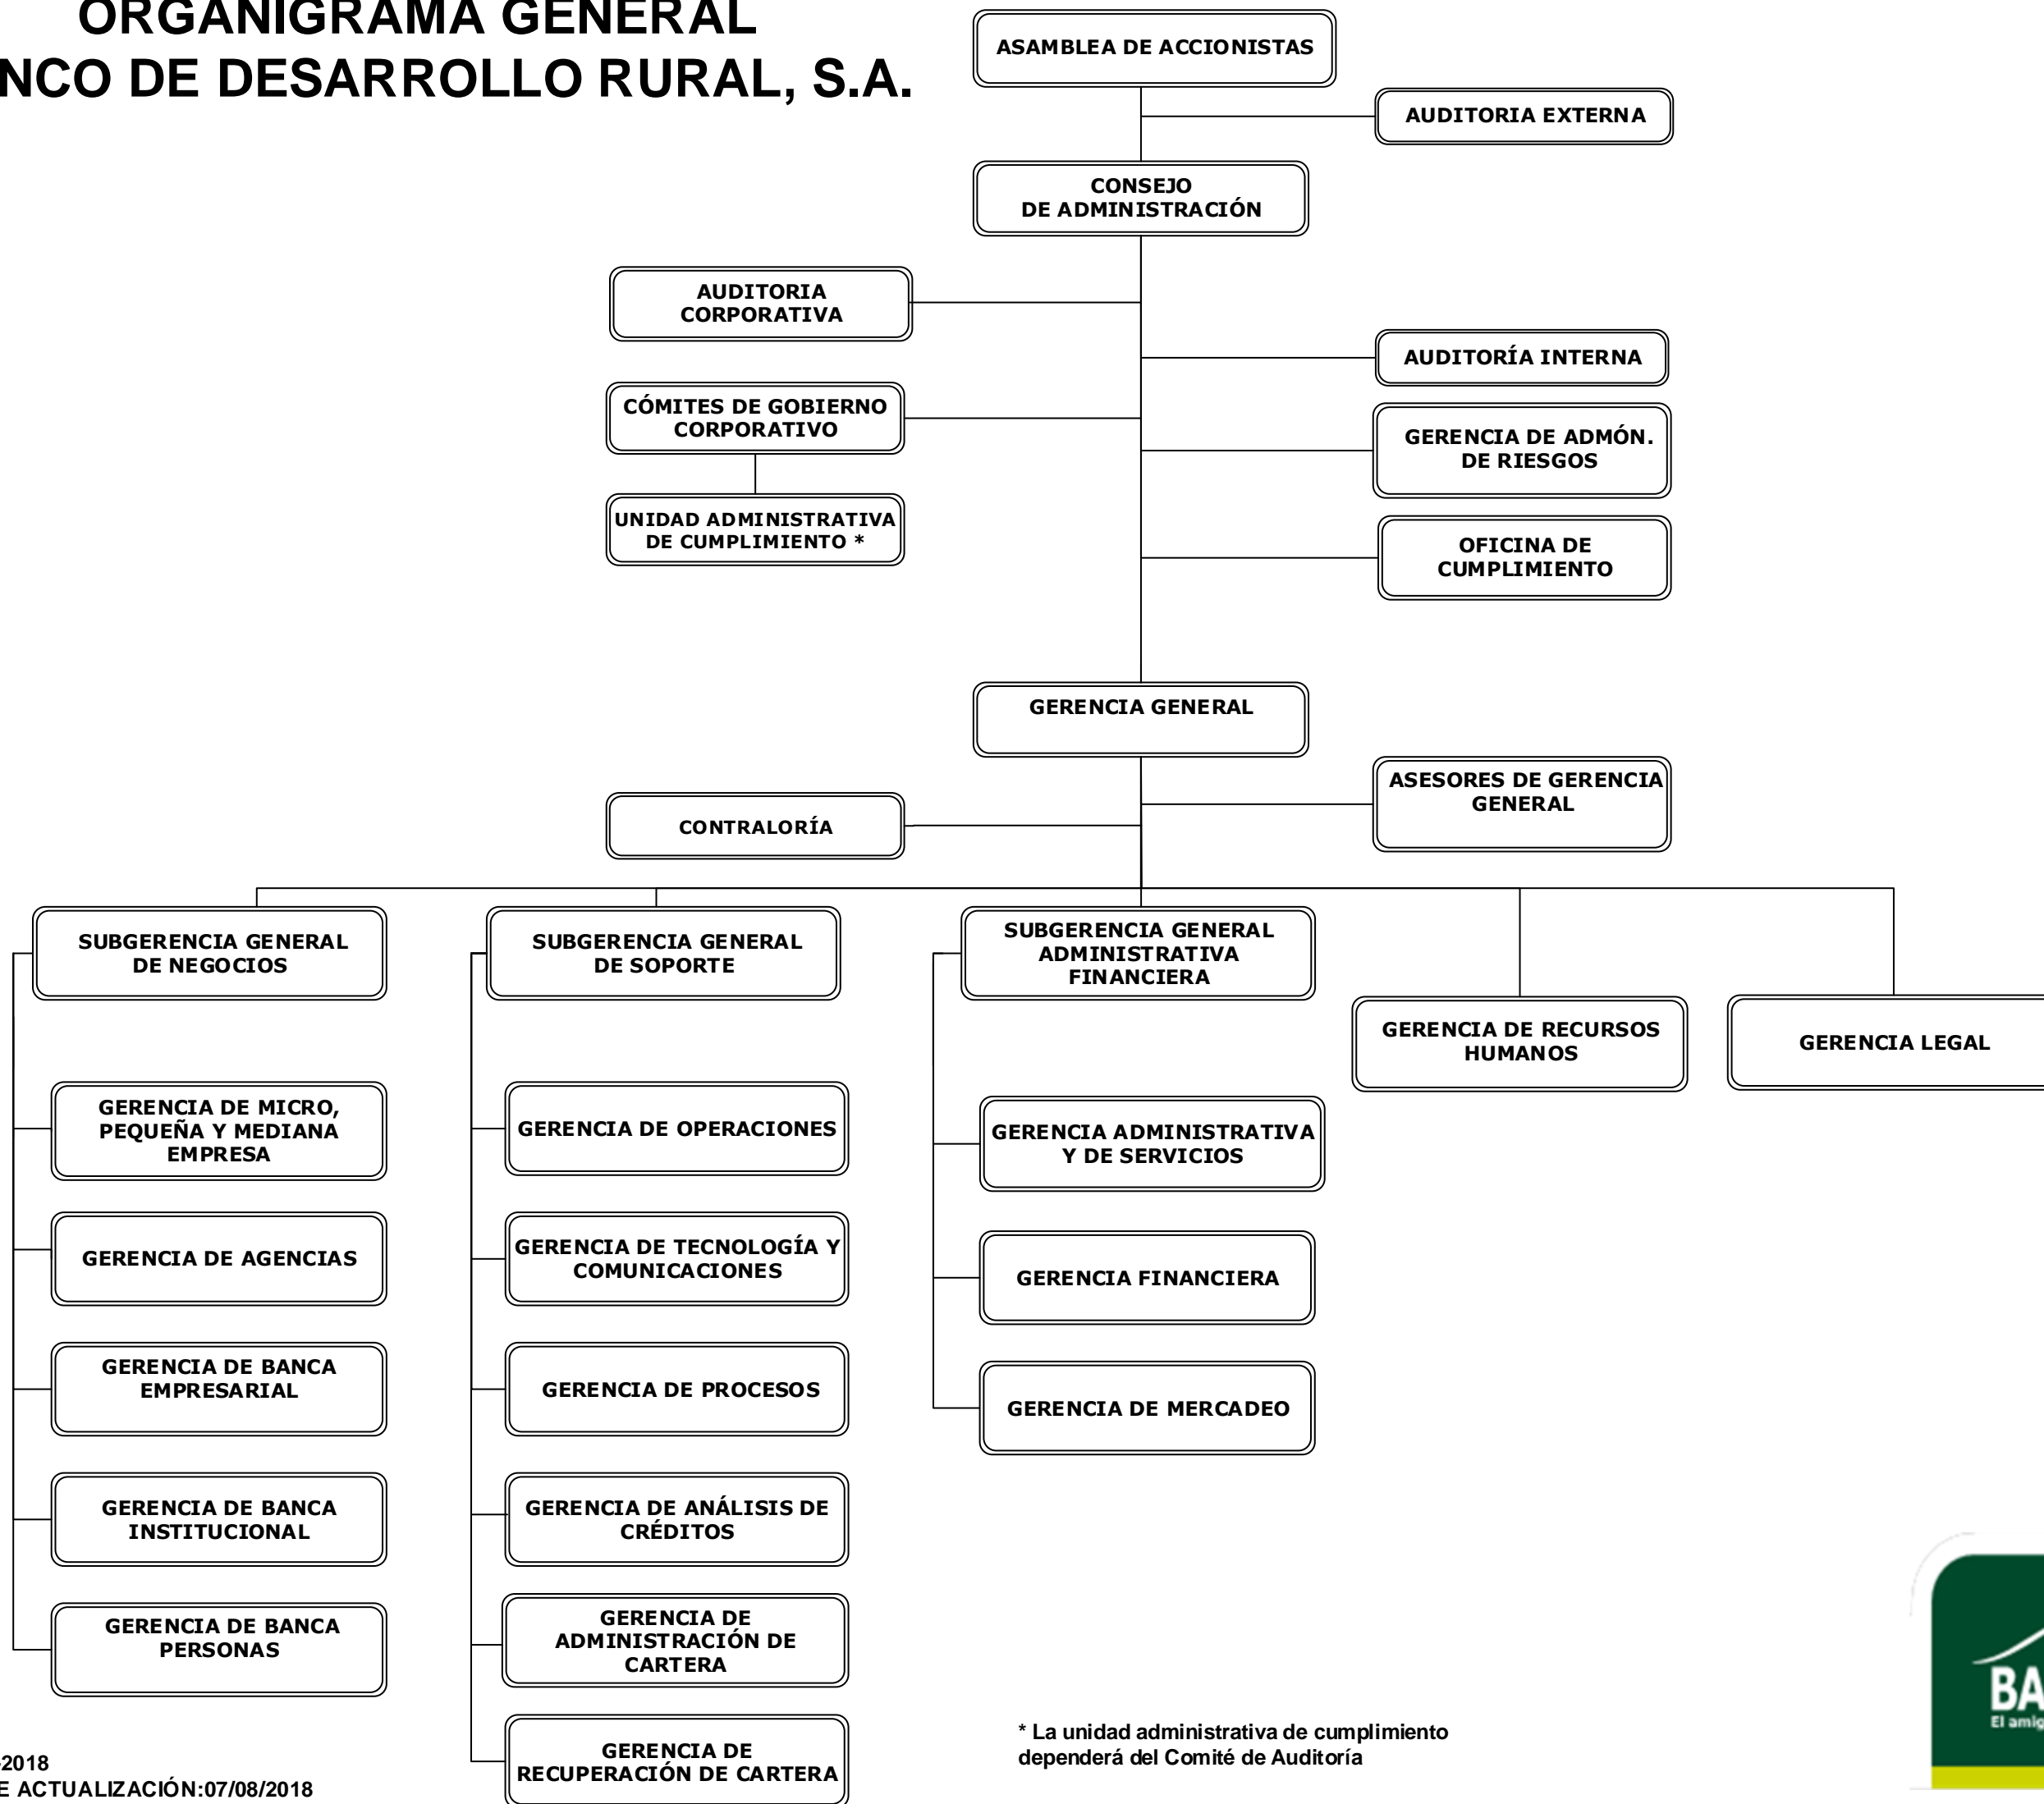 ORGANIGRAMA GENERAL
NCO DE DESARROLLO RURAL, S.A.
ASAMBLEA DE ACCIONISTAS
AUDITORIA EXTERNA
CONSEJO
DE ADMINISTRACIÓN
AUDITORIA
CORPORATIVA
AUDITORÍA INTERNA
CÓMITES DE GOBIERNO
CORPORATIVO
GERENCIA DE ADMÓN.
DE RIESGOS
UNIDAD ADMINISTRATIVA
DE CUMPLIMIENTO *
OFICINA DE
CUMPLIMIENTO
GERENCIA GENERAL
ASESORES DE GERENCIA
GENERAL
CONTRALORÍA
SUBGERENCIA GENERAL
DE NEGOCIOS
SUBGERENCIA GENERAL
DE SOPORTE
SUBGERENCIA GENERAL
ADMINISTRATIVA
FINANCIERA
GERENCIA DE RECURSOS
HUMANOS
GERENCIA LEGAL
GERENCIA DE MICRO,
PEQUEÑA Y MEDIANA
EMPRESA
GERENCIA DE AGENCIAS
GERENCIA DE BANCA
EMPRESARIAL
GERENCIA DE BANCA
INSTITUCIONAL
GERENCIA DE BANCA
PERSONAS
GERENCIA DE OPERACIONES
GERENCIA DE TECNOLOGÍA Y
COMUNICACIONES
GERENCIA DE PROCESOS
GERENCIA DE ANÁLISIS DE
CRÉDITOS
GERENCIA DE
ADMINISTRACIÓN DE
CARTERA
GERENCIA DE
RECUPERACIÓN DE CARTERA
GERENCIA ADMINISTRATIVA
Y DE SERVICIOS
GERENCIA FINANCIERA
GERENCIA DE MERCADEO
* La unidad administrativa de cumplimiento
dependerá del Comité de Auditoría
-2018
E ACTUALIZACIÓN:07/08/2018
BA
El amig